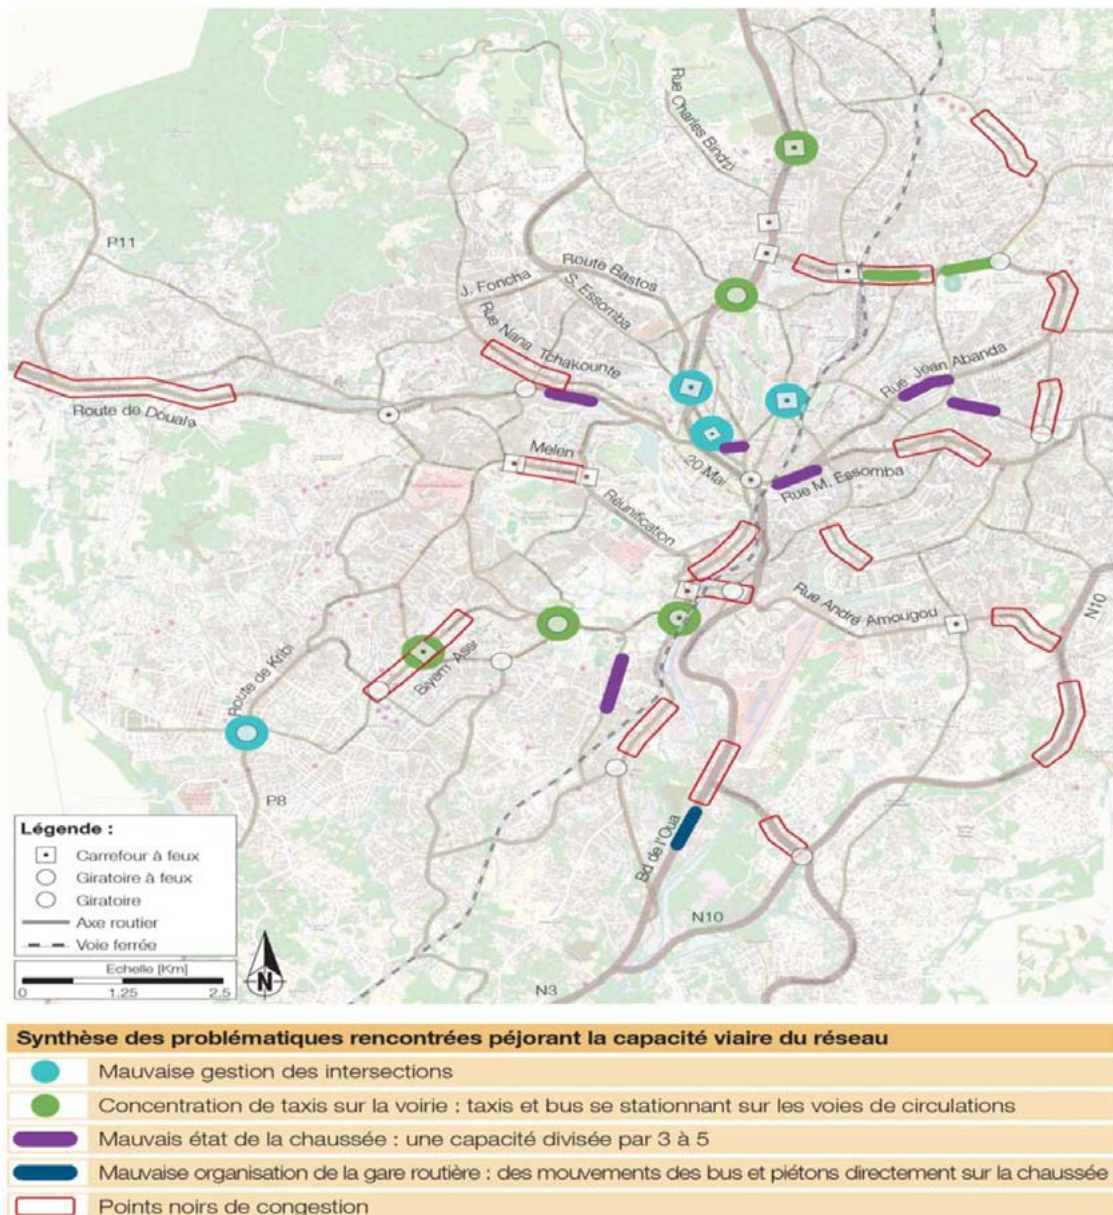 Rue Charles Bindzi
P11
Route Bastos
J. Foncha
S. Essomba
Rue Nana Tchakounte
Rue Jean Abanda
Route de Douala
Melen
20 Mai
Rue M. Essomba
Réunification
Rue André Amougou
N10
Biyem Assi
Route de Kribi
P8
Bd de l'Oua
N10
N3
Légende :
Carrefour à feux
Giratoire à feux
Giratoire
Axe routier
Voie ferrée
Echelle [Km]
0 1.25 2.5
N
Synthèse des problématiques rencontrées péjorant la capacité viaire du réseau
Mauvaise gestion des intersections
Concentration de taxis sur la voirie : taxis et bus se stationnant sur les voies de circulations
Mauvais état de la chaussée : une capacité divisée par 3 à 5
Mauvaise organisation de la gare routière : des mouvements des bus et piétons directement sur la chaussée
Points noirs de congestion